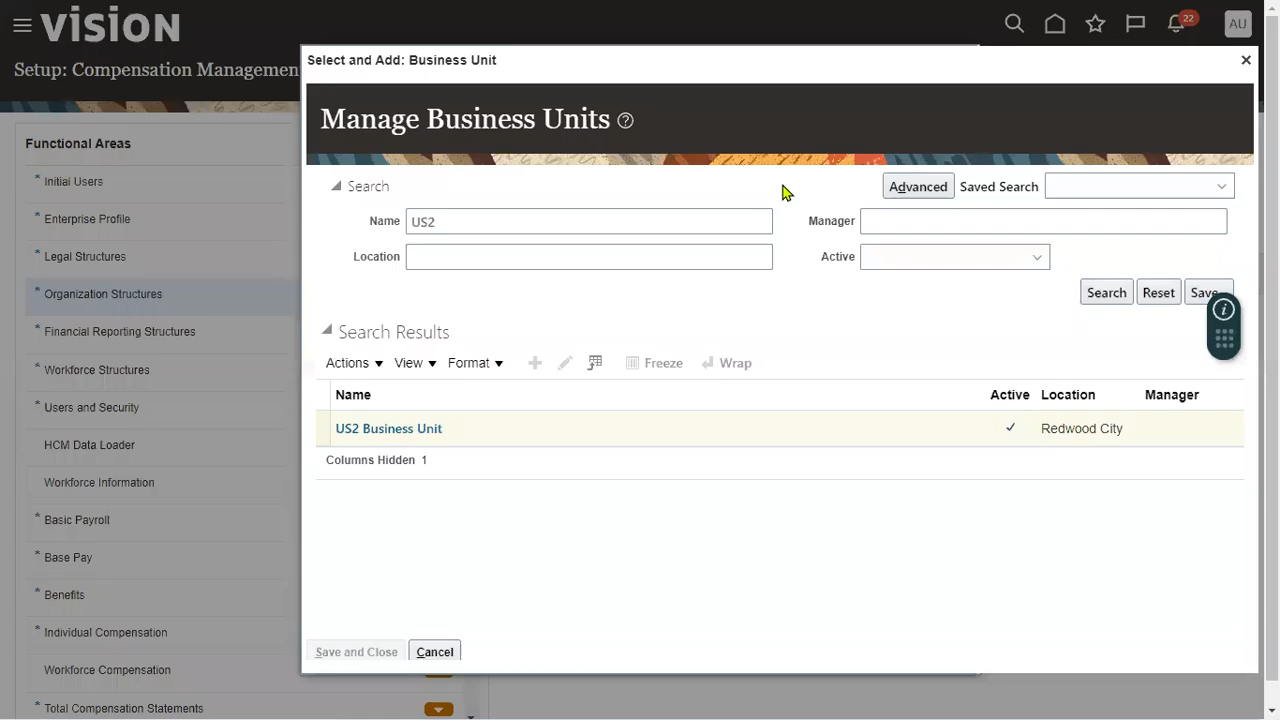 VISION
22
AU
Setup: Compensation Managemen
Select and Add: Business Unit
Manage Business Units
Functional Areas
* Initial Users
* Enterprise Profile
* Legal Structures
* Organization Structures
* Financial Reporting Structures
* Workforce Structures
* Users and Security
HCM Data Loader
Workforce Information
* Basic Payroll
* Base Pay
* Benefits
* Individual Compensation
Workforce Compensation
* Total Compensation Statements
Search
Advanced Saved Search
Name US2 Manager
Location Active
Search Reset Save...
Search Results
Actions View Format Freeze Wrap
Name Active Location Manager
US2 Business Unit ✓ Redwood City
Columns Hidden 1
Save and Close Cancel